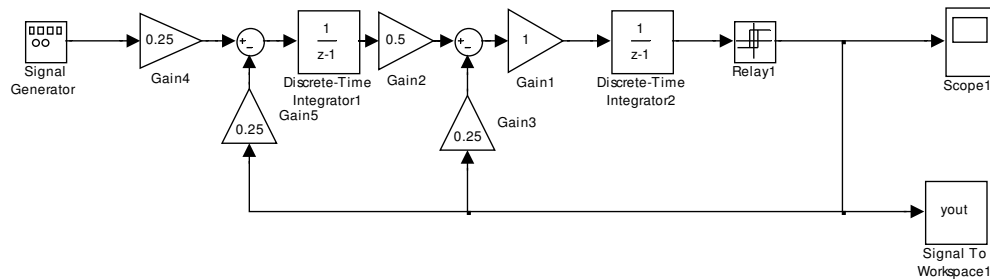 Signal
Generator
0.25
Gain4
+
−
0.25
Gain5
1
z-1
Discrete-Time
Integrator1
0.5
Gain2
+
−
0.25
Gain3
1
Gain1
1
z-1
Discrete-Time
Integrator2
Relay1
Scope1
yout
Signal To
Workspace1